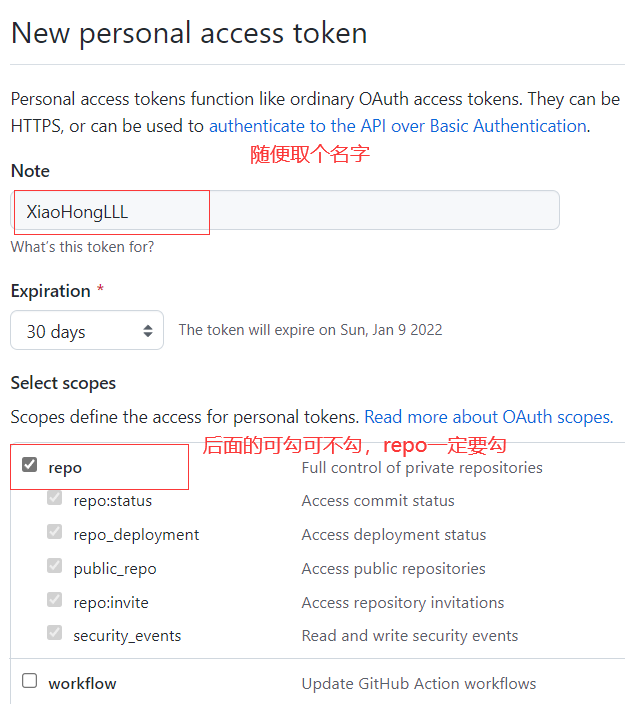 New personal access token
Personal access tokens function like ordinary OAuth access tokens. They can be
HTTPS, or can be used to authenticate to the API over Basic Authentication.
随便取个名字
Note
XiaoHongLLL
What's this token for?
Expiration *
30 days The token will expire on Sun, Jan 9 2022
Select scopes
Scopes define the access for personal tokens. Read more about OAuth scopes.
后面的可勾可不勾，repo一定要勾
repo Full control of private repositories
repo:status Access commit status
repo_deployment Access deployment status
public_repo Access public repositories
repo:invite Access repository invitations
security_events Read and write security events
workflow Update GitHub Action workflows